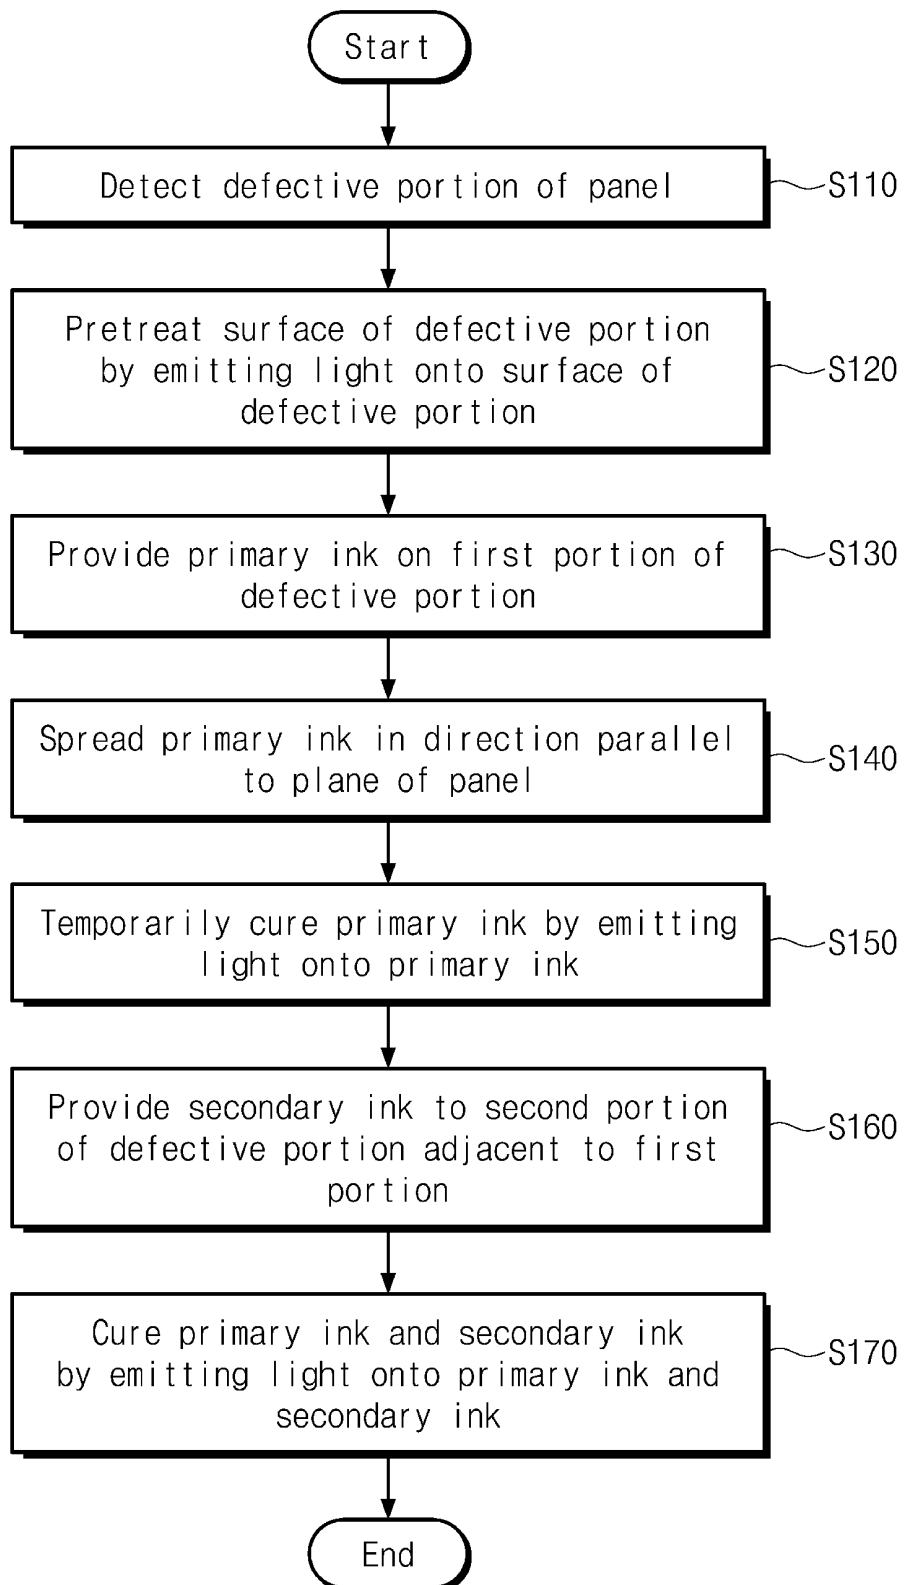 Start
Detect defective portion of panel
S110
Pretreat surface of defective portion
by emitting light onto surface of
defective portion
S120
Provide primary ink on first portion of
defective portion
S130
Spread primary ink in direction parallel
to plane of panel
S140
Temporarily cure primary ink by emitting
light onto primary ink
S150
Provide secondary ink to second portion
of defective portion adjacent to first
portion
S160
Cure primary ink and secondary ink
by emitting light onto primary ink and
secondary ink
S170
End